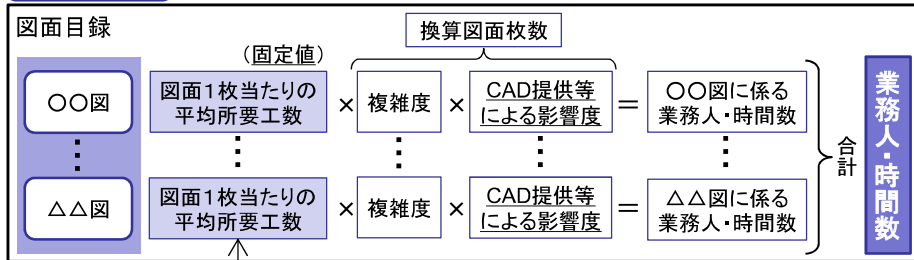 図面目録
換算図面枚数
(固定値)
○○図
図面1枚当たりの
平均所要工数
×
複雑度
×
CAD提供等
による影響度
=
○○図に係る
業務人・時間数
合計
業務人・時間数
△△図
図面1枚当たりの
平均所要工数
×
複雑度
×
CAD提供等
による影響度
=
△△図に係る
業務人・時間数